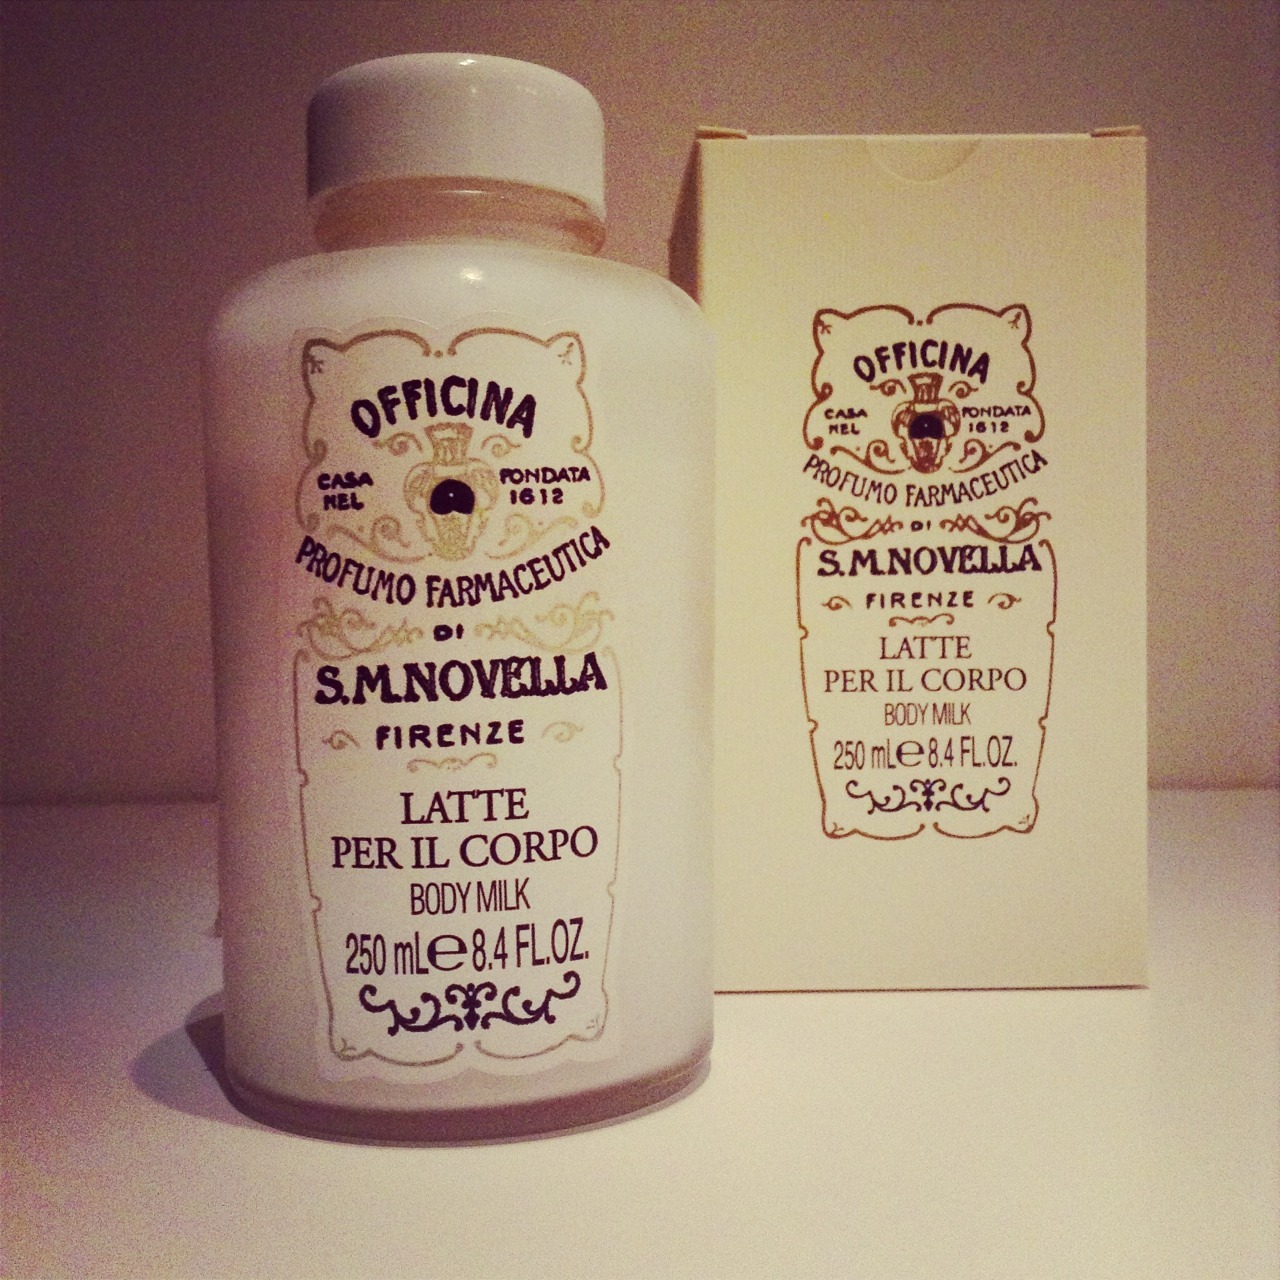 OFFICINA
CASA FONDATA
NEL 1612
PROFUMO FARMACEUTICA
DI
S.M.NOVELLA
FIRENZE
LATTE
PER IL CORPO
BODY MILK
250 mL e 8.4 FL.OZ.
OFFICINA
CASA FONDATA
NEL 1612
PROFUMO FARMACEUTICA
DI
S.M.NOVELLA
FIRENZE
LATTE
PER IL CORPO
BODY MILK
250 mL e 8.4 FL.OZ.